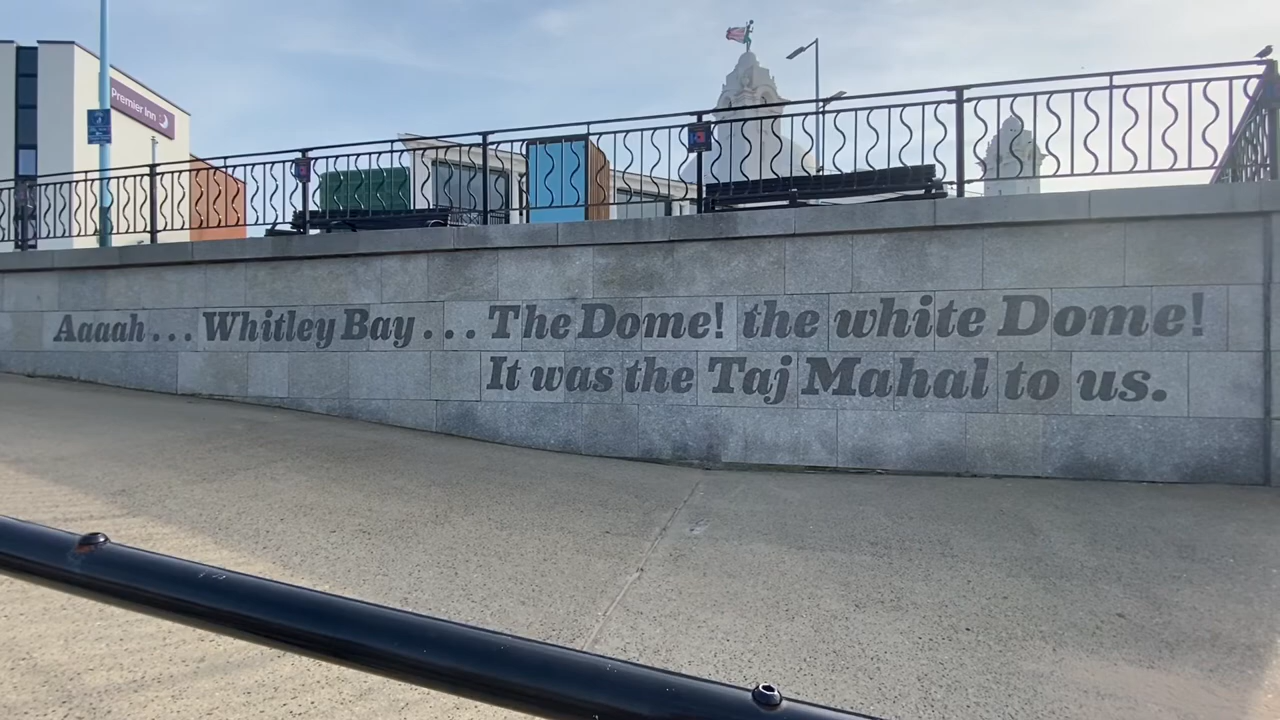 Premier Inn
Aaaah... Whitley Bay... The Dome! the white Dome!
It was the Taj Mahal to us.